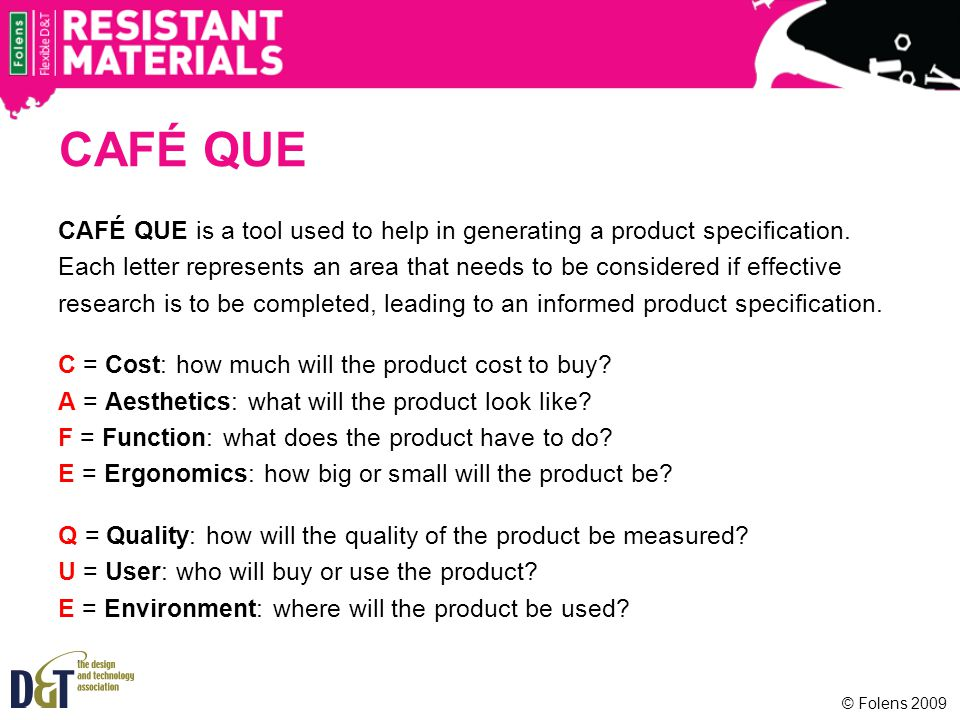 Folens
Flexible D&T
RESISTANT
MATERIALS
CAFÉ QUE
CAFÉ QUE is a tool used to help in generating a product specification.
Each letter represents an area that needs to be considered if effective
research is to be completed, leading to an informed product specification.
C = Cost: how much will the product cost to buy?
A = Aesthetics: what will the product look like?
F = Function: what does the product have to do?
E = Ergonomics: how big or small will the product be?
Q = Quality: how will the quality of the product be measured?
U = User: who will buy or use the product?
E = Environment: where will the product be used?
D&T
the design
and technology
association
© Folens 2009